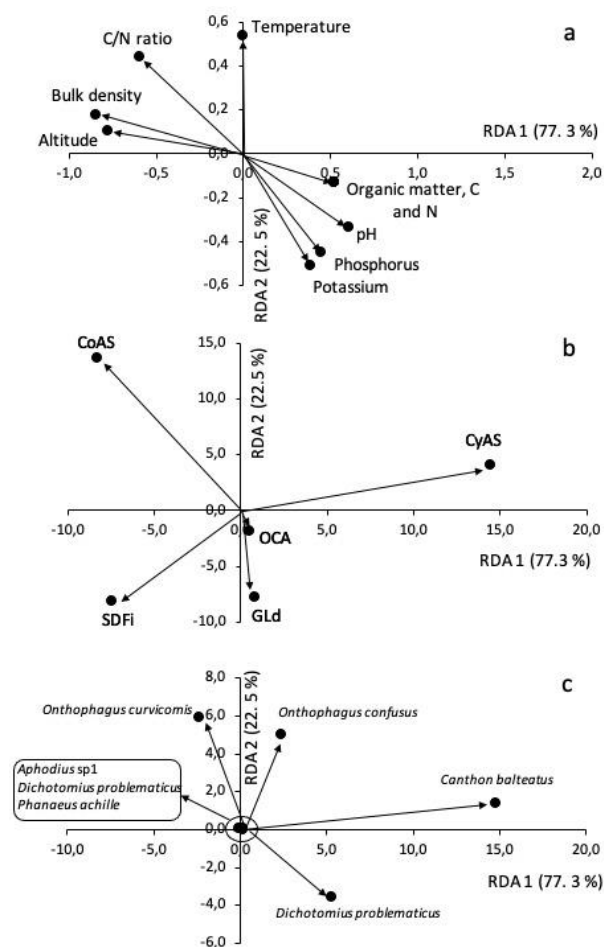 0,6
C/N ratio
Temperature
a
0,4
Bulk density
0,2
Altitude
RDA 1 (77. 3 %)
0,0
-1,0
-0,5
0,0
0,5
1,0
1,5
2,0
Organic matter, C
and N
-0,2
pH
-0,4
Phosphorus
Potassium
-0,6
RDA 2 (22. 5 %)
15,0
CoAS
b
10,0
RDA 2 (22.5 %)
CyAS
5,0
0,0
-10,0
-5,0
0,0
5,0
10,0
15,0
20,0
OCA
RDA 1 (77.3 %)
-5,0
SDFi
GLd
-10,0
8,0
c
Onthophagus curvicomis
6,0
Onthophagus confusus
RDA 2 (22. 5 %)
4,0
Aphodius sp1
Dichotomius problematicus
Phanaeus achille
Canthon balteatus
2,0
0,0
-10,0
-5,0
0,0
5,0
10,0
15,0
20,0
-2,0
RDA 1 (77. 3 %)
-4,0
Dichotomius problematicus
-6,0